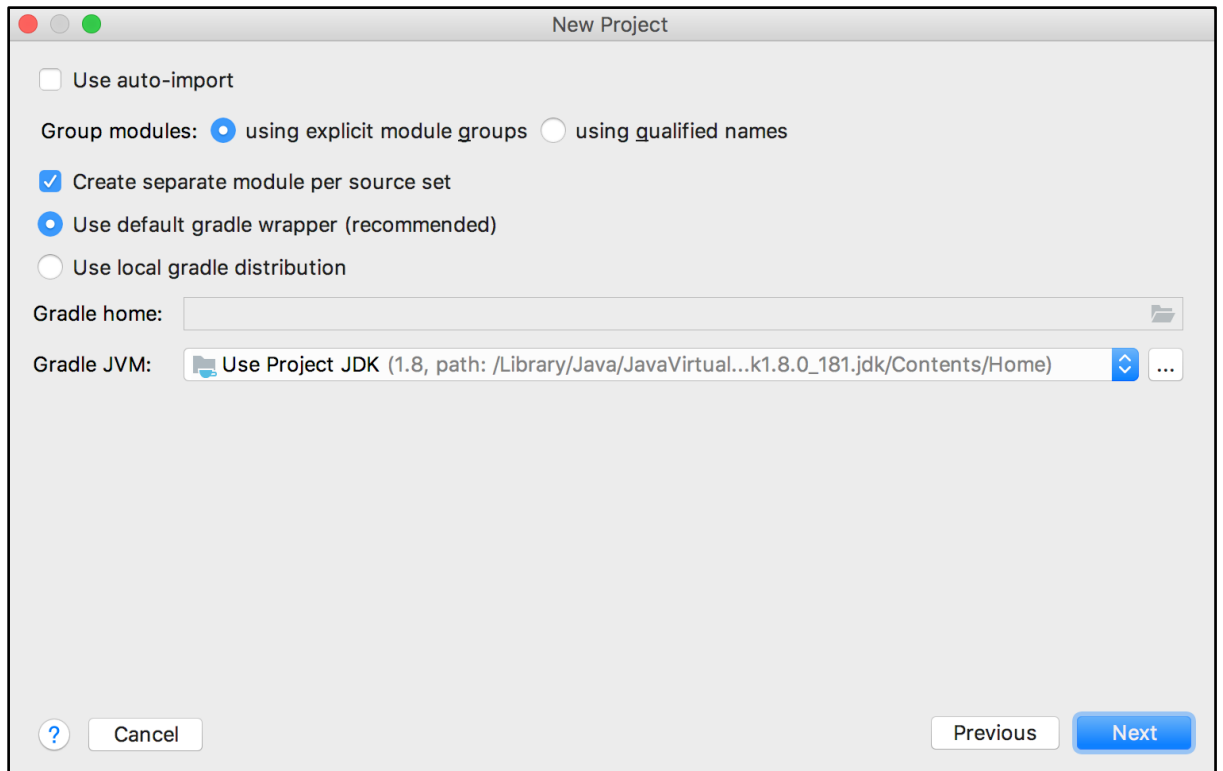 New Project
Use auto-import
Group modules: using explicit module groups using qualified names
Create separate module per source set
Use default gradle wrapper (recommended)
Use local gradle distribution
Gradle home:
Gradle JVM: Use Project JDK (1.8, path: /Library/Java/JavaVirtual...k1.8.0_181.jdk/Contents/Home) ...
? Cancel Previous Next